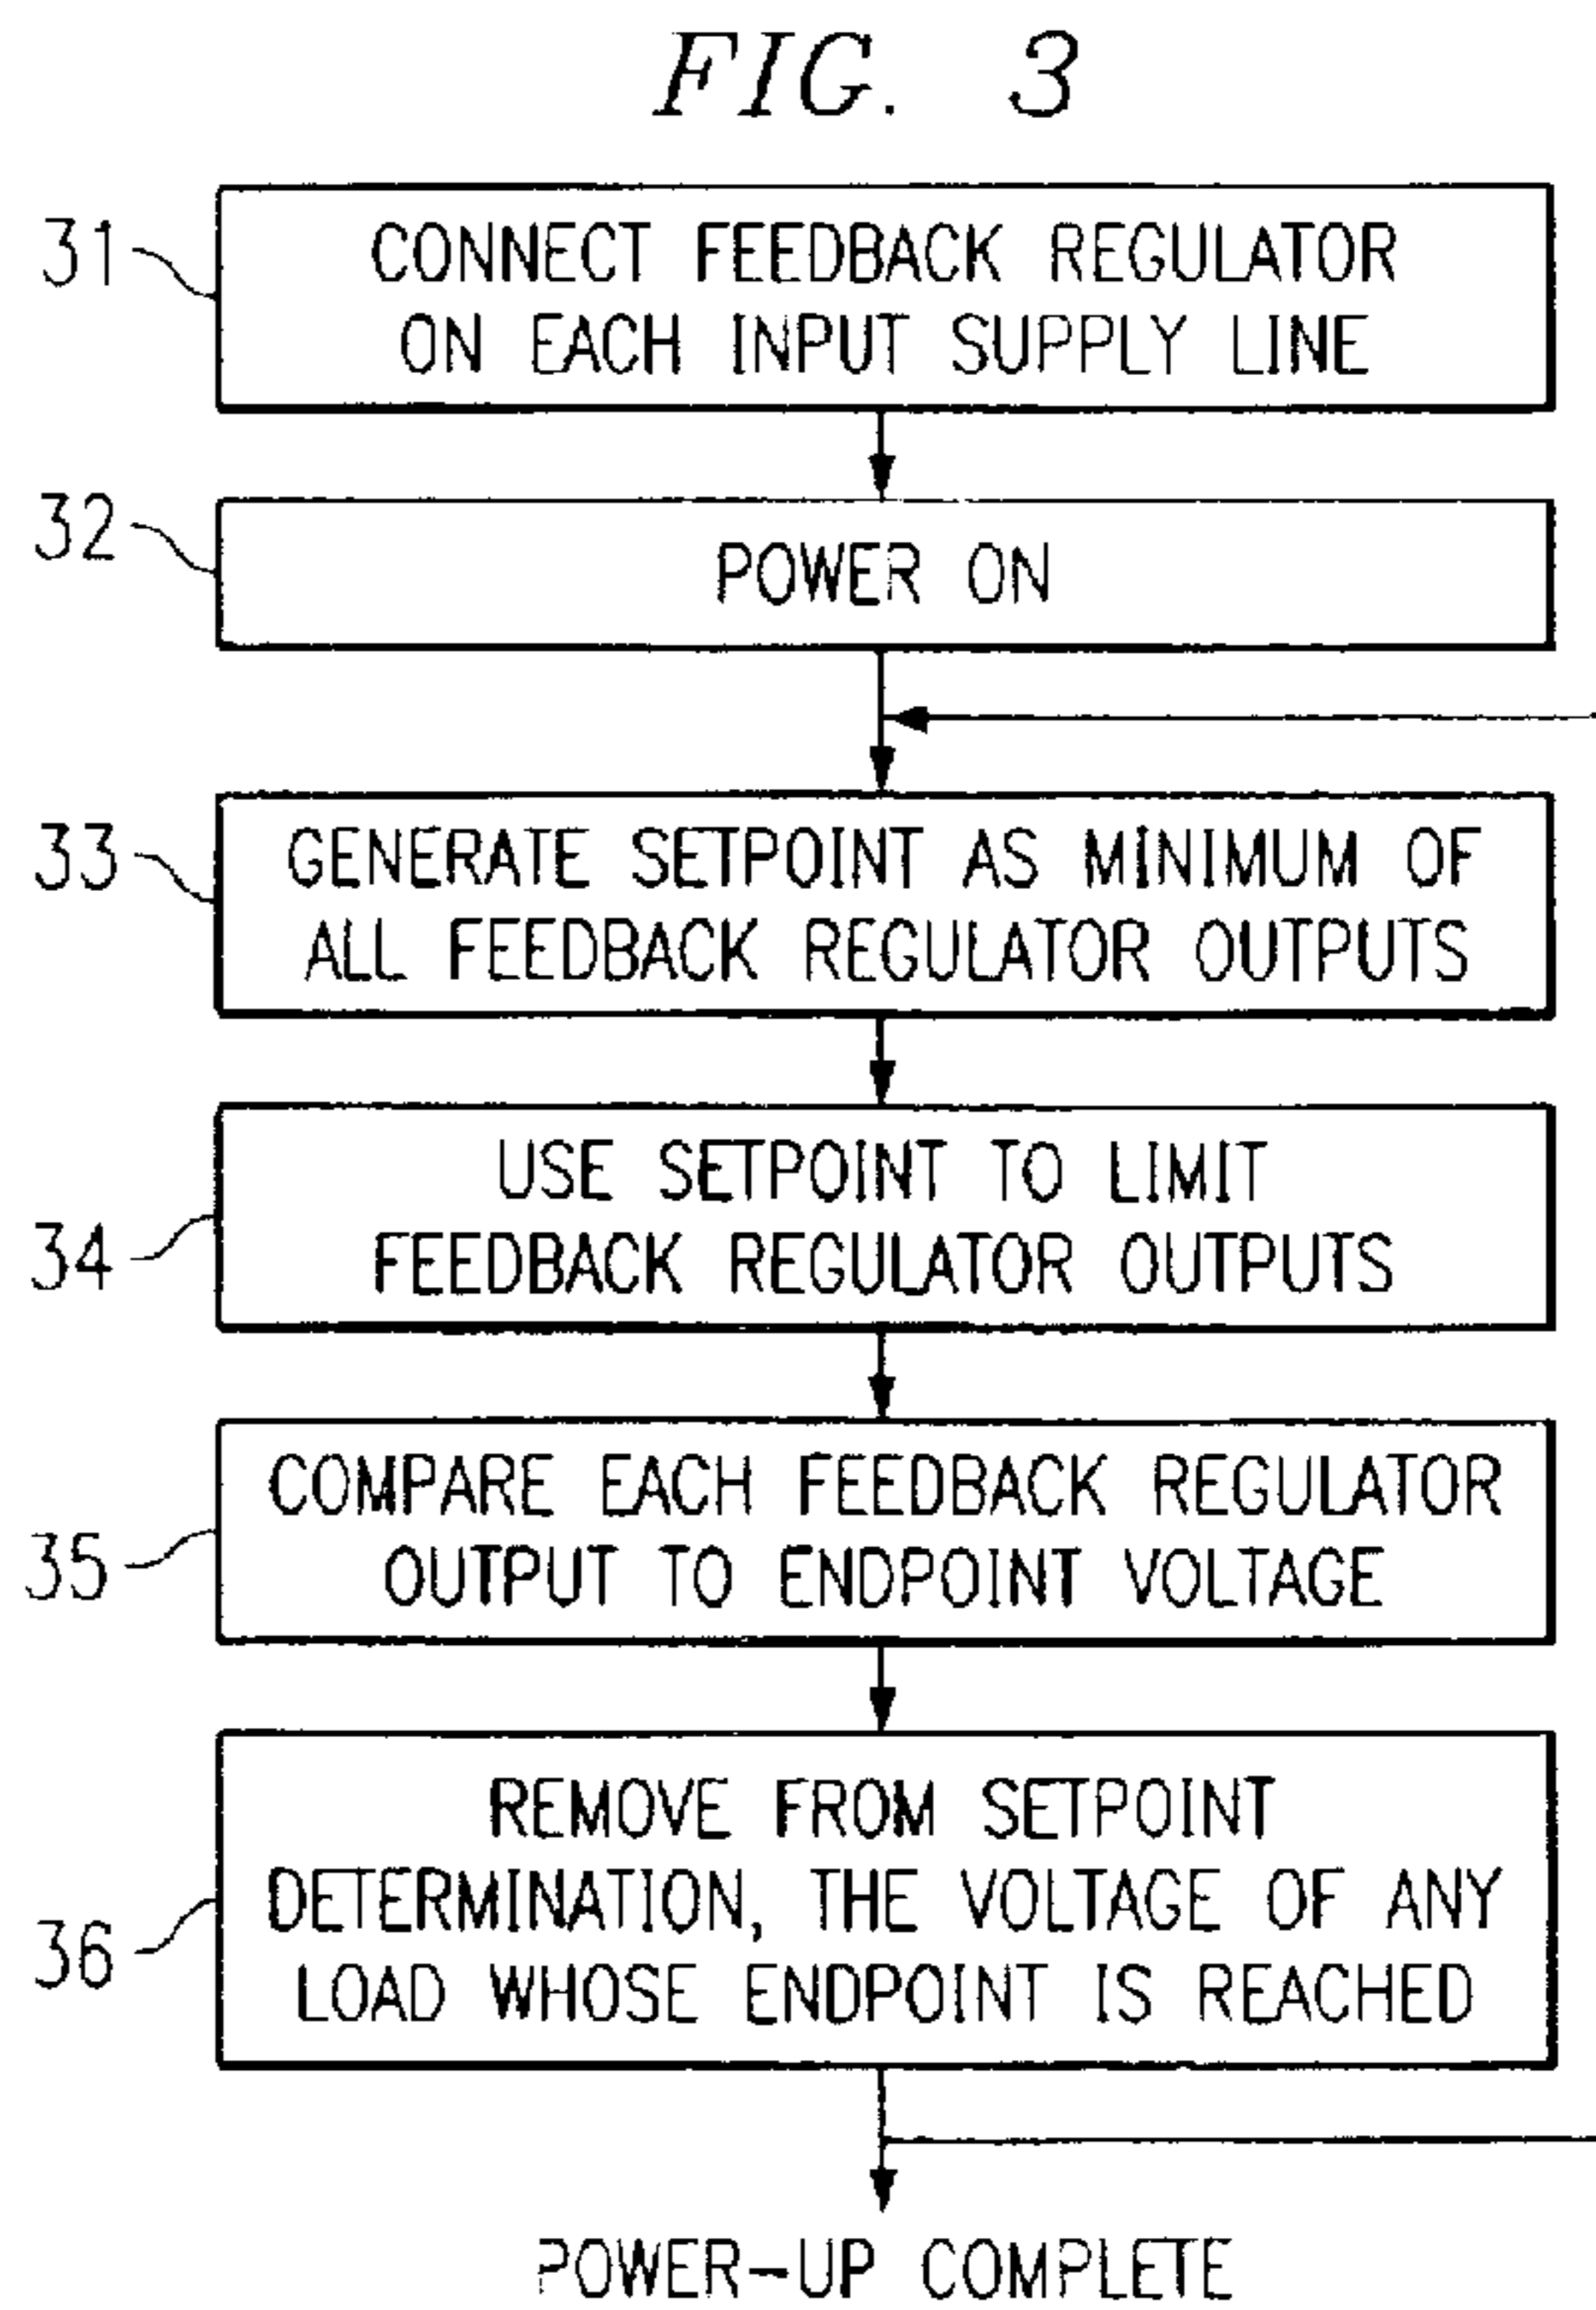 FIG. 3
31
CONNECT FEEDBACK REGULATOR
ON EACH INPUT SUPPLY LINE
32
POWER ON
33
GENERATE SETPOINT AS MINIMUM OF
ALL FEEDBACK REGULATOR OUTPUTS
34
USE SETPOINT TO LIMIT
FEEDBACK REGULATOR OUTPUTS
35
COMPARE EACH FEEDBACK REGULATOR
OUTPUT TO ENDPOINT VOLTAGE
36
REMOVE FROM SETPOINT
DETERMINATION, THE VOLTAGE OF ANY
LOAD WHOSE ENDPOINT IS REACHED
POWER-UP COMPLETE